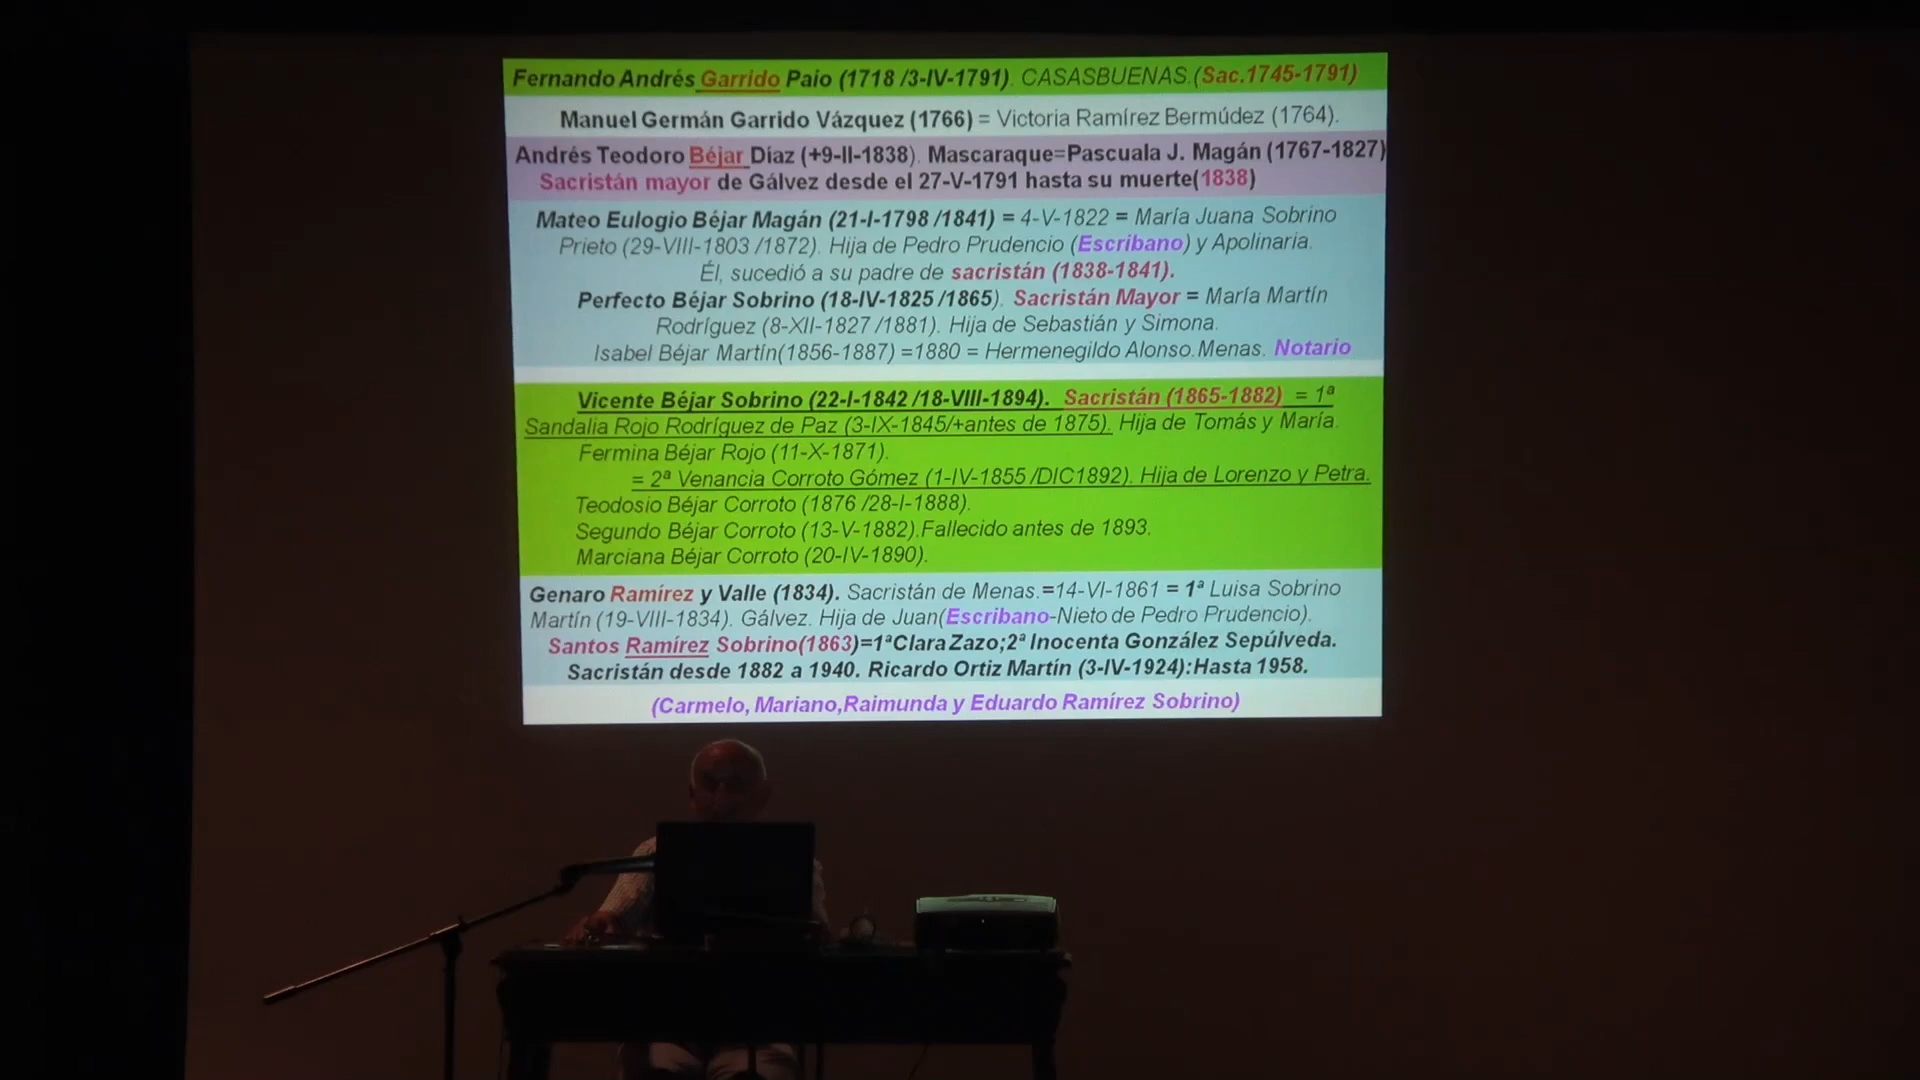 Fernando Andrés Garrido Paio (1718 /3-IV-1791). CASASBUENAS.(Sac.1745-1791)
Manuel Germán Garrido Vázquez (1766) = Victoria Ramírez Bermúdez (1764).
Andrés Teodoro Béjar Díaz (+9-II-1838). Mascaraque=Pascuala J. Magán (1767-1827)
Sacristán mayor de Gálvez desde el 27-V-1791 hasta su muerte(1838)
Mateo Eulogio Béjar Magán (21-I-1798 /1841) = 4-V-1822 = María Juana Sobrino
Prieto (29-VIII-1803 /1872). Hija de Pedro Prudencio (Escribano) y Apolinaria.
Él, sucedió a su padre de sacristán (1838-1841).
Perfecto Béjar Sobrino (18-IV-1825 /1865). Sacristán Mayor = María Martín
Rodríguez (8-XII-1827 /1881). Hija de Sebastián y Simona.
Isabel Béjar Martín(1856-1887) =1880 = Hermenegildo Alonso.Menas. Notario
Vicente Béjar Sobrino (22-I-1842 /18-VIII-1894). Sacristán (1865-1882) = 1ª
Sandalia Rojo Rodríguez de Paz (3-IX-1845/+antes de 1875). Hija de Tomás y María.
Fermina Béjar Rojo (11-X-1871).
= 2ª Venancia Corroto Gómez (1-IV-1855 /DIC1892). Hija de Lorenzo y Petra.
Teodosio Béjar Corroto (1876 /28-I-1888).
Segundo Béjar Corroto (13-V-1882).Fallecido antes de 1893.
Marciana Béjar Corroto (20-IV-1890).
Genaro Ramírez y Valle (1834). Sacristán de Menas.=14-VI-1861 = 1ª Luisa Sobrino
Martín (19-VIII-1834). Gálvez. Hija de Juan(Escribano-Nieto de Pedro Prudencio).
Santos Ramírez Sobrino(1863)=1ªClara Zazo;2ª Inocenta González Sepúlveda.
Sacristán desde 1882 a 1940. Ricardo Ortiz Martín (3-IV-1924):Hasta 1958.
(Carmelo, Mariano,Raimunda y Eduardo Ramírez Sobrino)